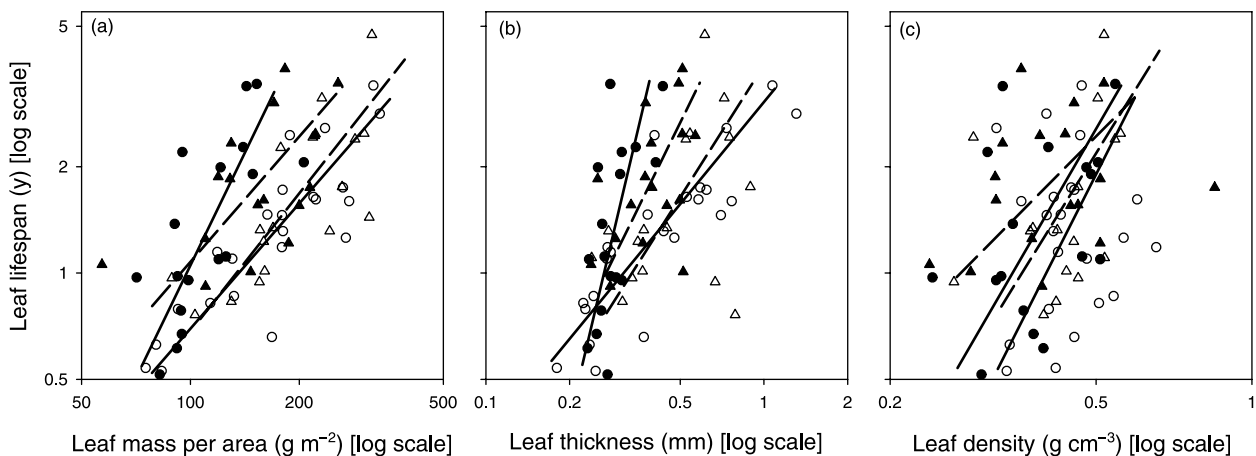 (a)
(b)
(c)
Leaf lifespan (y) [log scale]
5
2
1
0.5
50
100
200
500
0.1
0.2
0.5
1
2
0.2
0.5
1
Leaf mass per area (g m⁻²) [log scale]
Leaf thickness (mm) [log scale]
Leaf density (g cm⁻³) [log scale]